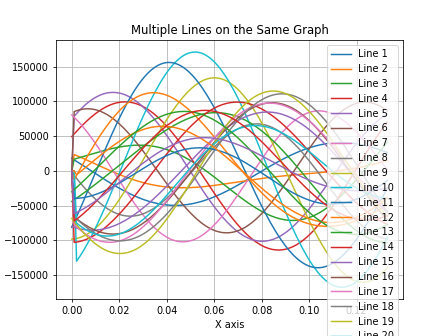 Multiple Lines on the Same Graph
150000
100000
50000
0
−50000
−100000
−150000
0.00
0.02
0.04
0.06
0.08
0.10
X axis
Line 1
Line 2
Line 3
Line 4
Line 5
Line 6
Line 7
Line 8
Line 9
Line 10
Line 11
Line 12
Line 13
Line 14
Line 15
Line 16
Line 17
Line 18
Line 19
Line 20